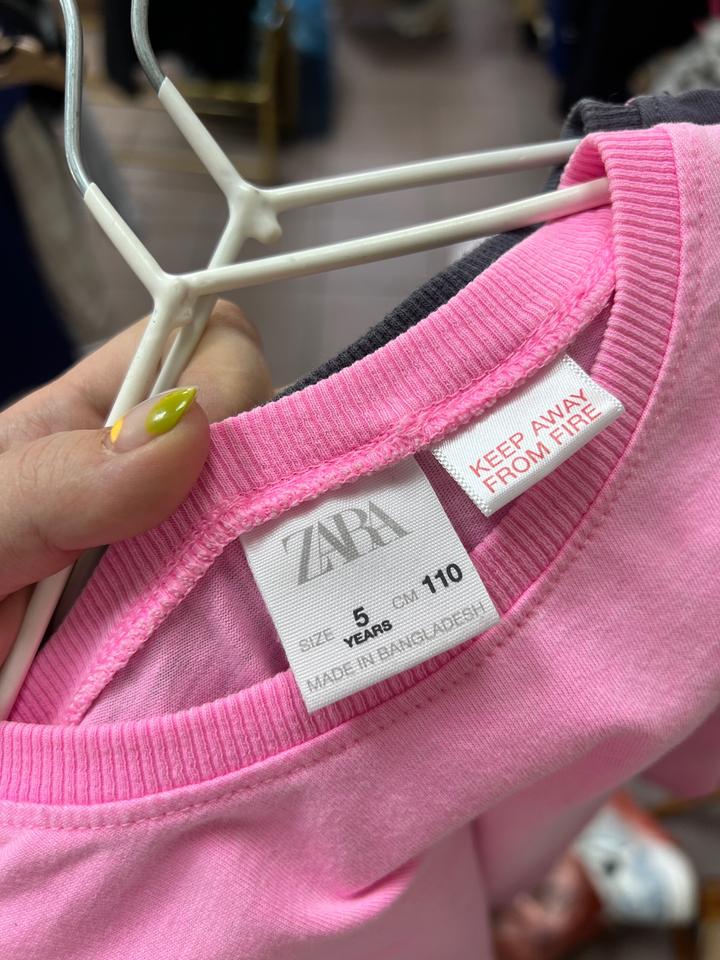 ZARA
SIZE 5 YEARS CM 110
MADE IN BANGLADESH
KEEP AWAY
FROM FIRE